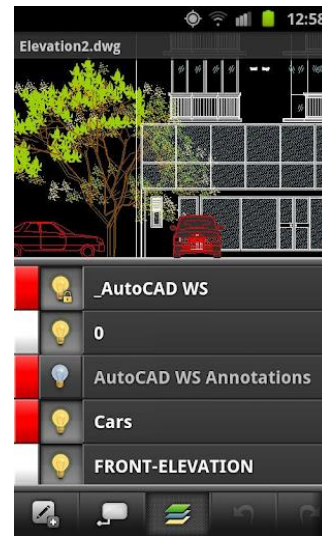 12:58
Elevation2.dwg
_AutoCAD WS
0
AutoCAD WS Annotations
Cars
FRONT-ELEVATION